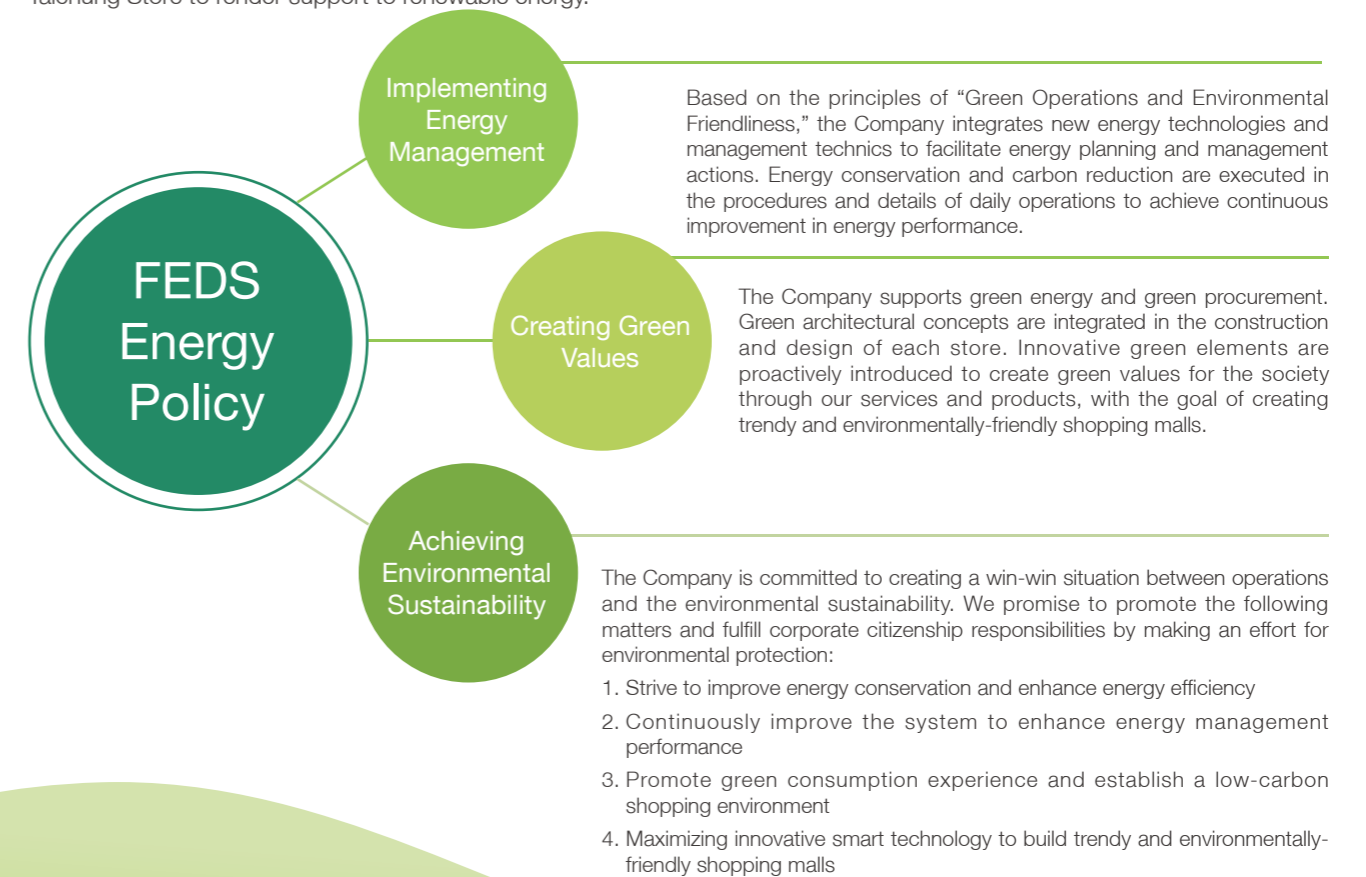 Taichung Store to render support to renewable energy.
Implementing
Energy
Management
Based on the principles of “Green Operations and Environmental
Friendliness,” the Company integrates new energy technologies and
management technics to facilitate energy planning and management
actions. Energy conservation and carbon reduction are executed in
the procedures and details of daily operations to achieve continuous
improvement in energy performance.
FEDS
Energy
Policy
Creating Green
Values
The Company supports green energy and green procurement.
Green architectural concepts are integrated in the construction
and design of each store. Innovative green elements are
proactively introduced to create green values for the society
through our services and products, with the goal of creating
trendy and environmentally-friendly shopping malls.
Achieving
Environmental
Sustainability
The Company is committed to creating a win-win situation between operations
and the environmental sustainability. We promise to promote the following
matters and fulfill corporate citizenship responsibilities by making an effort for
environmental protection:
1. Strive to improve energy conservation and enhance energy efficiency
2. Continuously improve the system to enhance energy management
performance
3. Promote green consumption experience and establish a low-carbon
shopping environment
4. Maximizing innovative smart technology to build trendy and environmentally-
friendly shopping malls